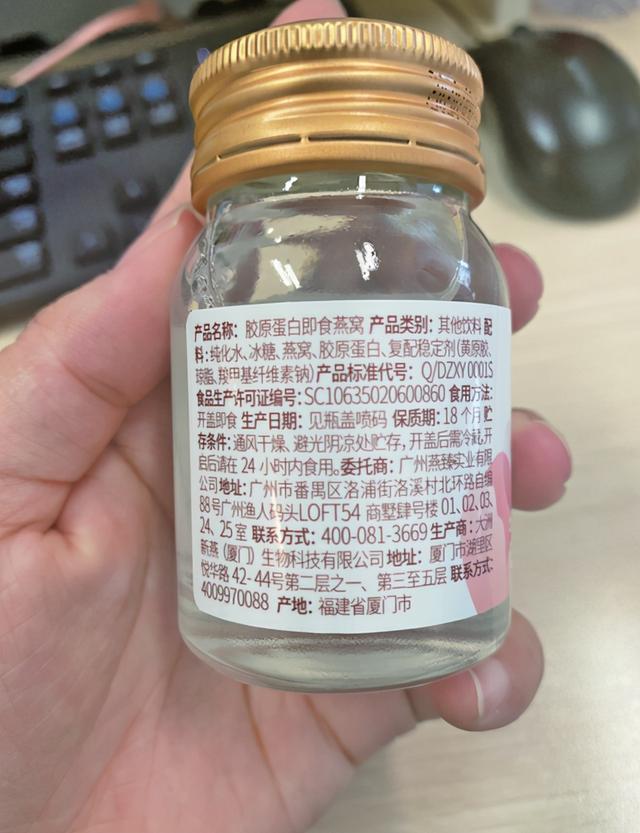 产品名称: 胶原蛋白即食燕窝 产品类别: 其他饮料 配
料:纯化水、冰糖、燕窝、胶原蛋白、复配稳定剂(黄原胶、
琼脂、羧甲基纤维素钠) 产品标准代号: Q/DZXY 0001S
食品生产许可证编号: SC10635020600860 食用方法:
开盖即食 生产日期: 见瓶盖喷码 保质期: 18个月 贮
存条件: 通风干燥、避光阴凉处贮存, 开盖后需冷藏,开
启后请在 24 小时内食用。委托商: 广州燕臻实业有限
公司 地址: 广州市番禺区洛浦街洛溪村北环路自编
88号广州渔人码头LOFT54 商墅肆号楼 01、02、03、
24、25室 联系方式: 400-081-3669 生产商: 大洲
新燕 (厦门) 生物科技有限公司 地址: 厦门市湖里区
悦华路 42-44号第二层之一、第三至五层 联系方式:
4009970088 产地: 福建省厦门市